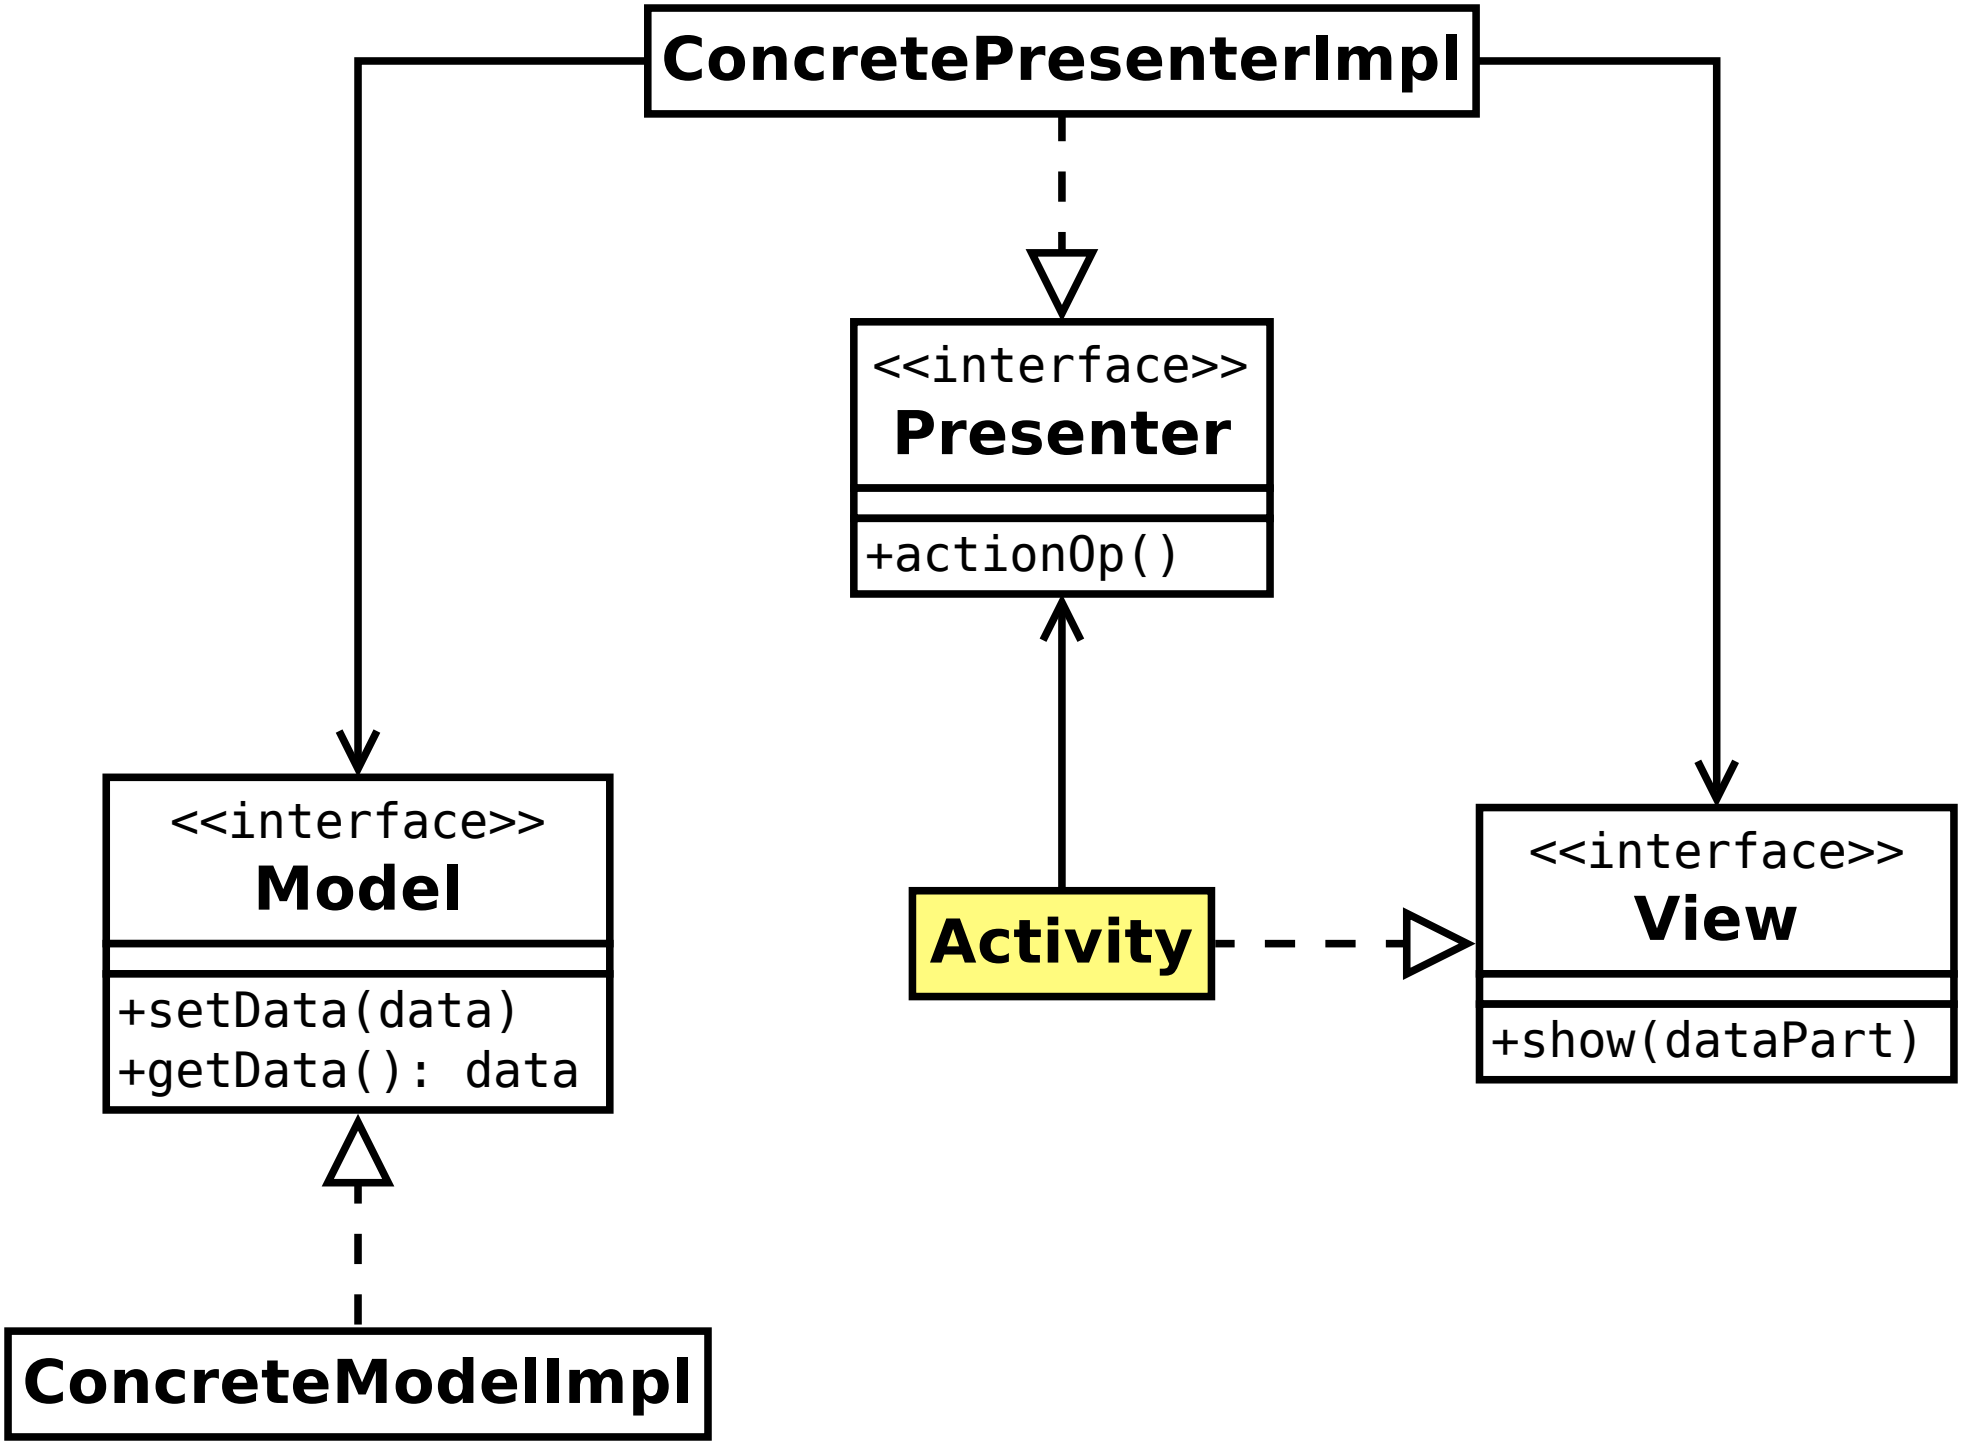 ConcretePresenterImpl
<<interface>>
Presenter
+actionOp()
<<interface>>
Model
+setData(data)
+getData(): data
Activity
<<interface>>
View
+show(dataPart)
ConcreteModelImpl